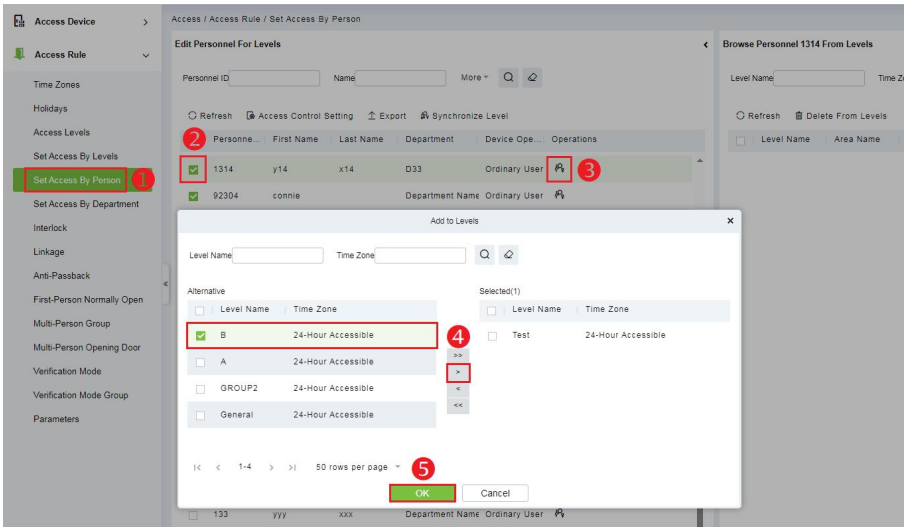 Access Device
Access Rule
Time Zones
Holidays
Access Levels
Set Access By Levels
Set Access By Person
1
Set Access By Department
Interlock
Linkage
Anti-Passback
First-Person Normally Open
Multi-Person Group
Multi-Person Opening Door
Verification Mode
Verification Mode Group
Parameters
Access / Access Rule / Set Access By Person
Edit Personnel For Levels
Personnel ID
Name
More
Refresh Access Control Setting Export Synchronize Level
2
Personne... First Name Last Name Department Device Ope... Operations
1314 y14 x14 D33 Ordinary User
3
92304 connie Department Name Ordinary User
Browse Personnel 1314 From Levels
Level Name
Refresh Delete From Levels
Level Name Area Name
Add to Levels
Level Name Time Zone
Alternative
Level Name Time Zone
B 24-Hour Accessible
A 24-Hour Accessible
GROUP2 24-Hour Accessible
General 24-Hour Accessible
4
>>
>
<
<<
Selected(1)
Level Name Time Zone
Test 24-Hour Accessible
1-4 50 rows per page
5
OK Cancel
133 yyy xxx Department Name Ordinary User